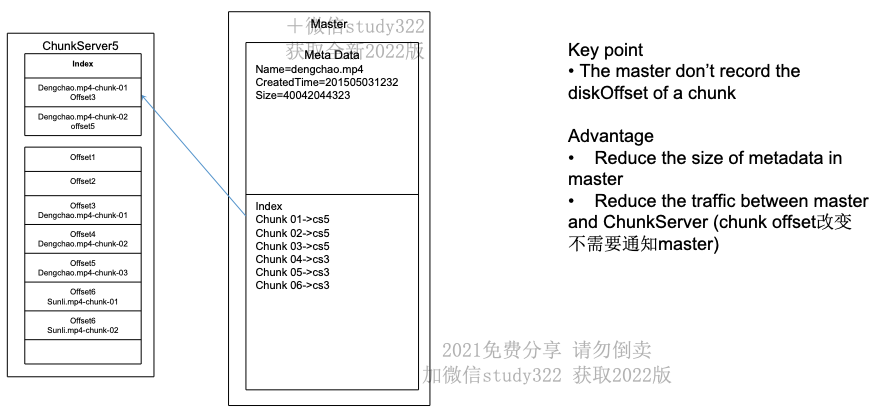 ChunkServer5
Index
Dengchao.mp4-chunk-01
Offset3
Dengchao.mp4-chunk-02
offset5
Offset1
Offset2
Offset3
Dengchao.mp4-chunk-01
Offset4
Dengchao.mp4-chunk-02
Offset5
Dengchao.mp4-chunk-03
Offset6
Sunli.mp4-chunk-01
Offset6
Sunli.mp4-chunk-02
十微信study322
Master
获取全新2022版
Meta Data
Name=dengchao.mp4
CreatedTime=201505031232
Size=40042044323
Index
Chunk 01->cs5
Chunk 02->cs5
Chunk 03->cs5
Chunk 04->cs3
Chunk 05->cs3
Chunk 06->cs3
Key point
• The master don't record the
diskOffset of a chunk
Advantage
• Reduce the size of metadata in
master
• Reduce the traffic between master
and ChunkServer (chunk offset改变
不需要通知master)
2021免费分享 请勿倒卖
加微信study322 获取2022版